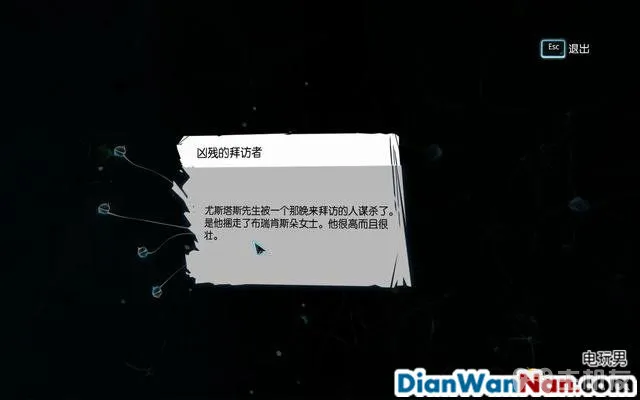 Esc 退出
凶残的拜访者
尤斯塔斯先生被一个那晚来拜访的人谋杀了。
是他捆走了布瑞肯斯朵女士。他很高而且很
壮。
电玩男
DianWanNan.com